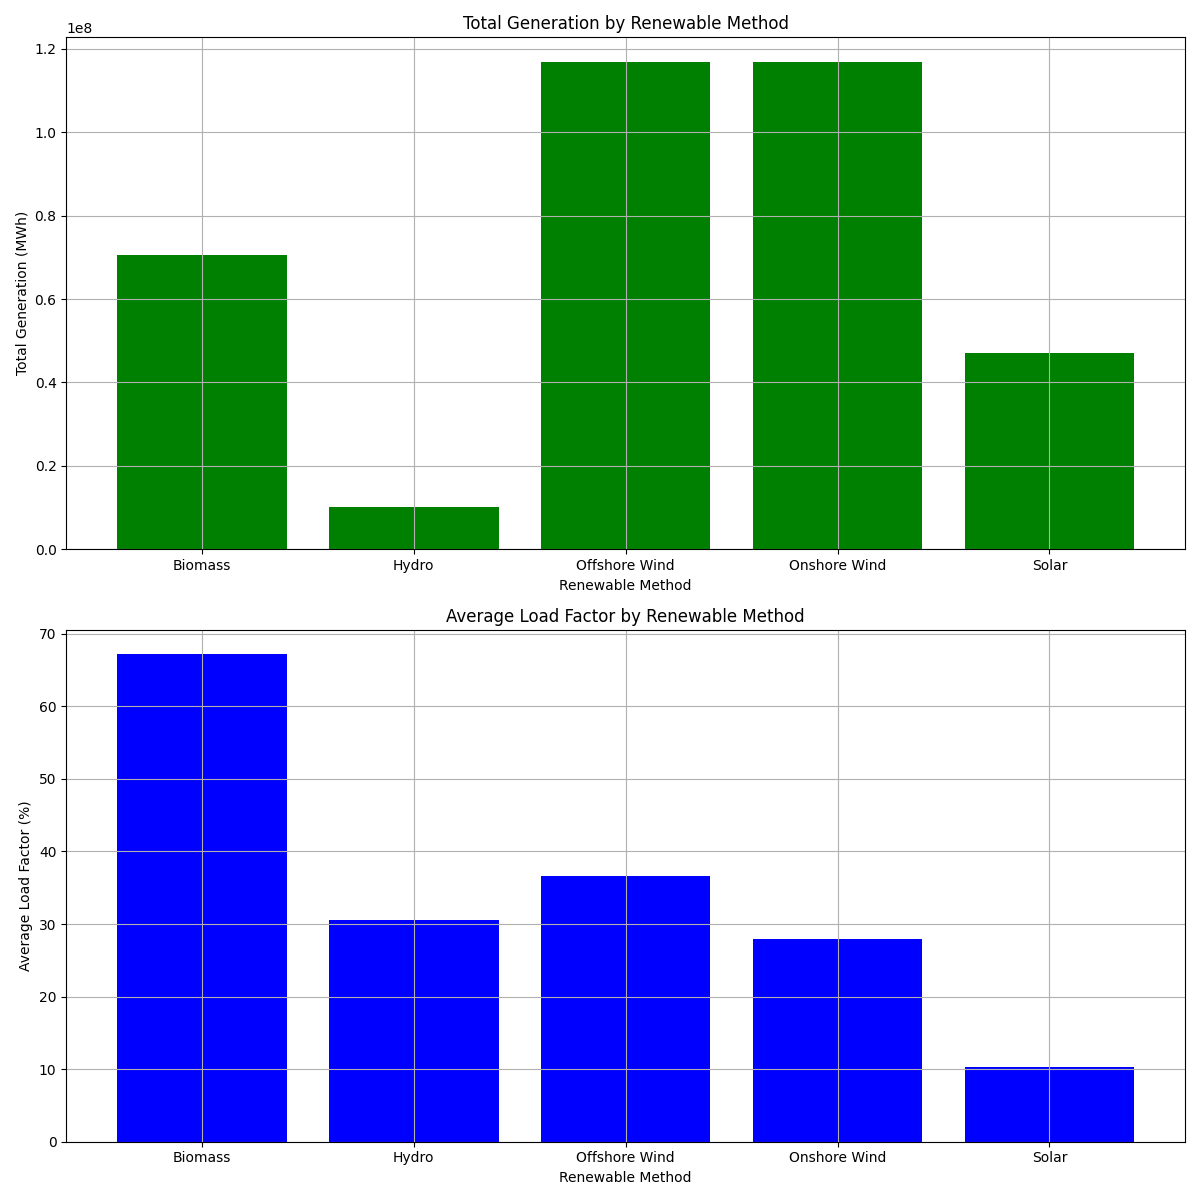 Total Generation by Renewable Method
1e8
1.2
1.0
0.8
0.6
0.4
0.2
0.0
Total Generation (MWh)
Biomass Hydro Offshore Wind Onshore Wind Solar
Renewable Method
Average Load Factor by Renewable Method
70
60
50
40
30
20
10
0
Average Load Factor (%)
Biomass Hydro Offshore Wind Onshore Wind Solar
Renewable Method